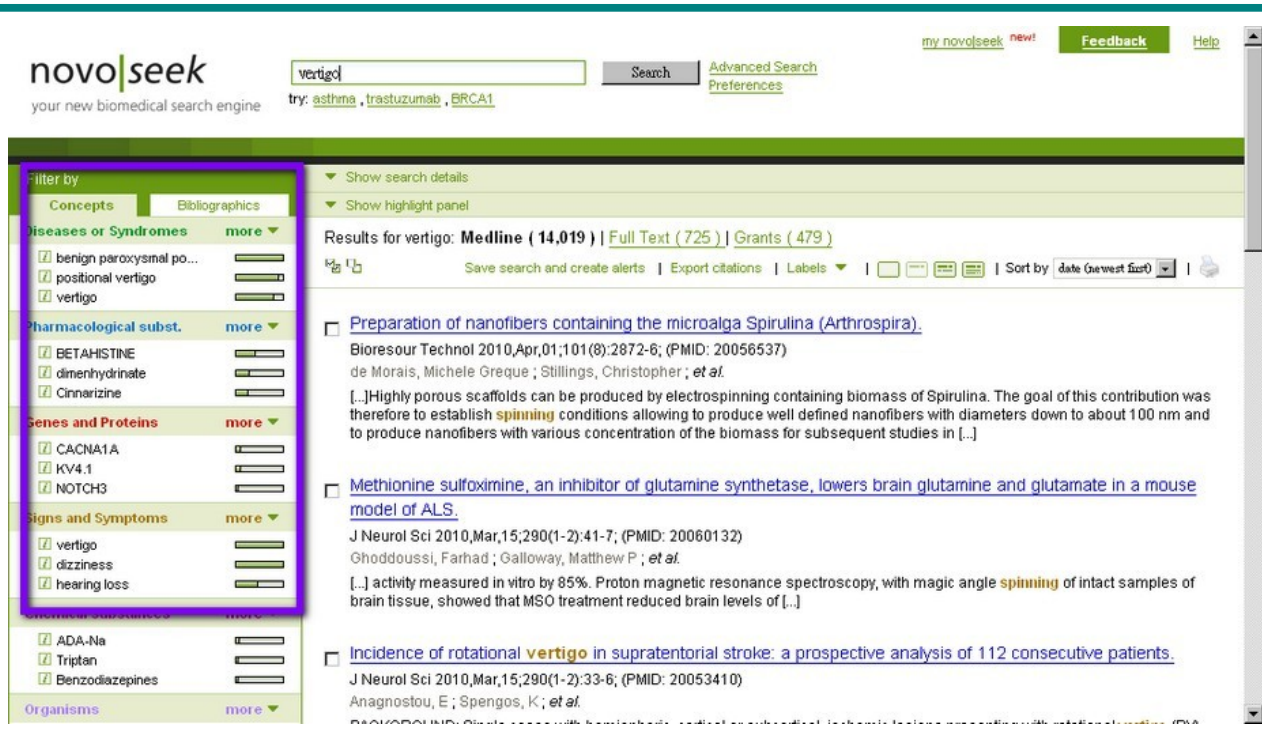 my novo|seek new!
Feedback
Help
novo|seek
your new biomedical search engine
vertigo
Search
Advanced Search
Preferences
try: asthma , trastuzumab , BRCA1
Filter by
Concepts
Bibliographics
Diseases or Syndromes more
benign paroxysmal po...
positional vertigo
vertigo
Pharmacological subst. more
BETAHISTINE
dimenhydrinate
Cinnarizine
Genes and Proteins more
CACNA1A
KV4.1
NOTCH3
Signs and Symptoms more
vertigo
dizziness
hearing loss
Chemical substances more
ADA-Na
Triptan
Benzodiazepines
Organisms more
Show search details
Show highlight panel
Results for vertigo: Medline ( 14,019 ) | Full Text ( 725 ) | Grants ( 479 )
Save search and create alerts | Export citations | Labels | | Sort by date (newest first) |
Preparation of nanofibers containing the microalga Spirulina (Arthrospira).
Bioresour Technol 2010,Apr,01;101(8):2872-6; (PMID: 20056537)
de Morais, Michele Greque ; Stillings, Christopher ; et al.
[...]Highly porous scaffolds can be produced by electrospinning containing biomass of Spirulina. The goal of this contribution was
therefore to establish spinning conditions allowing to produce well defined nanofibers with diameters down to about 100 nm and
to produce nanofibers with various concentration of the biomass for subsequent studies in [...]
Methionine sulfoximine, an inhibitor of glutamine synthetase, lowers brain glutamine and glutamate in a mouse
model of ALS.
J Neurol Sci 2010,Mar,15;290(1-2):41-7; (PMID: 20060132)
Ghoddoussi, Farhad ; Galloway, Matthew P ; et al.
[...] activity measured in vitro by 85%. Proton magnetic resonance spectroscopy, with magic angle spinning of intact samples of
brain tissue, showed that MSO treatment reduced brain levels of [...]
Incidence of rotational vertigo in supratentorial stroke: a prospective analysis of 112 consecutive patients.
J Neurol Sci 2010,Mar,15;290(1-2):33-6; (PMID: 20053410)
Anagnostou, E ; Spengos, K ; et al.